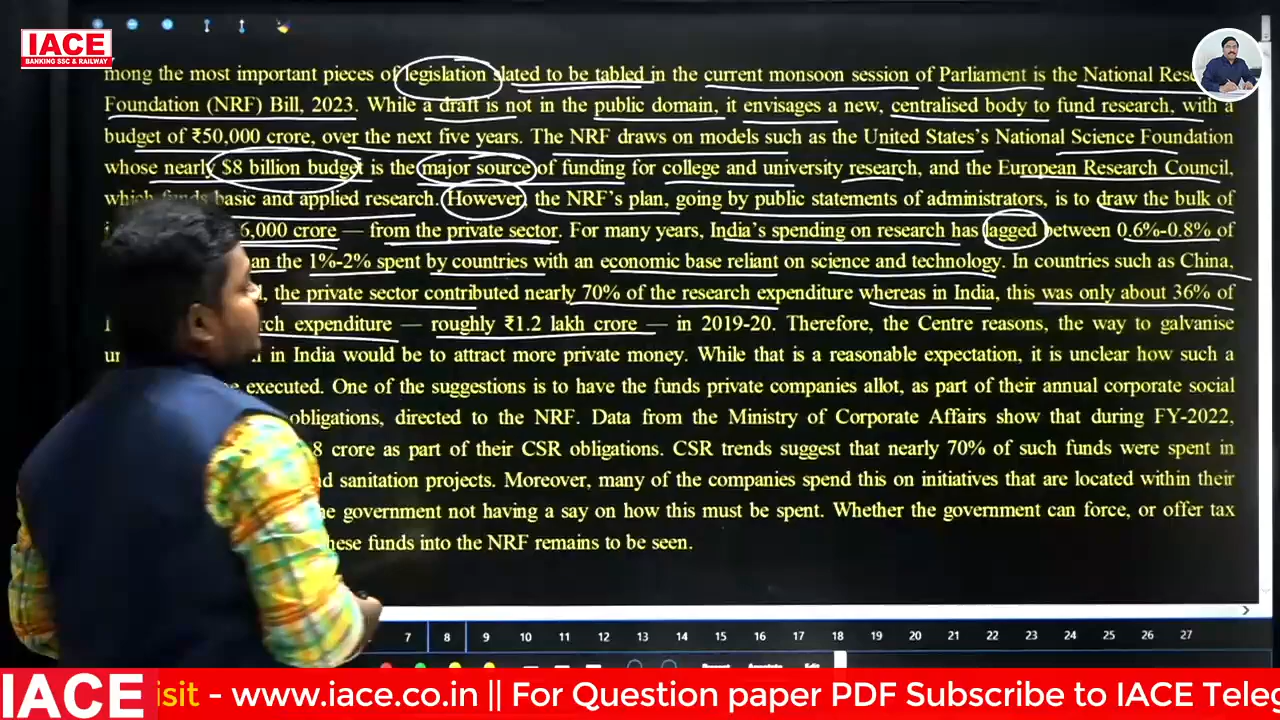 IACE
BANKING SSC & RAILWAY
mong the most important pieces of legislation slated to be tabled in the current monsoon session of Parliament is the National
Foundation (NRF) Bill, 2023. While a draft is not in the public domain, it envisages a new, centralised body to fund research, with a
budget of ₹50,000 crore, over the next five years. The NRF draws on models such as the United States's National Science Foundation
whose nearly $8 billion budget is the major source of funding for college and university research, and the European Research Council,
which funds basic and applied research. However, the NRF's plan, going by public statements of administrators, is to draw the bulk of
6,000 crore — from the private sector. For many years, India's spending on research has lagged between 0.6%-0.8% of
an the 1%-2% spent by countries with an economic base reliant on science and technology. In countries such as China,
the private sector contributed nearly 70% of the research expenditure whereas in India, this was only about 36% of
rch expenditure — roughly ₹1.2 lakh crore — in 2019-20. Therefore, the Centre reasons, the way to galvanise
in India would be to attract more private money. While that is a reasonable expectation, it is unclear how such a
executed. One of the suggestions is to have the funds private companies allot, as part of their annual corporate social
obligations, directed to the NRF. Data from the Ministry of Corporate Affairs show that during FY-2022,
8 crore as part of their CSR obligations. CSR trends suggest that nearly 70% of such funds were spent in
d sanitation projects. Moreover, many of the companies spend this on initiatives that are located within their
e government not having a say on how this must be spent. Whether the government can force, or offer tax
hese funds into the NRF remains to be seen.
7 8 9 10 11 12 13 14 15 16 17 18 19 20 21 22 23 24 25 26 27
IACE isit - www.iace.co.in || For Question paper PDF Subscribe to IACE Teleg